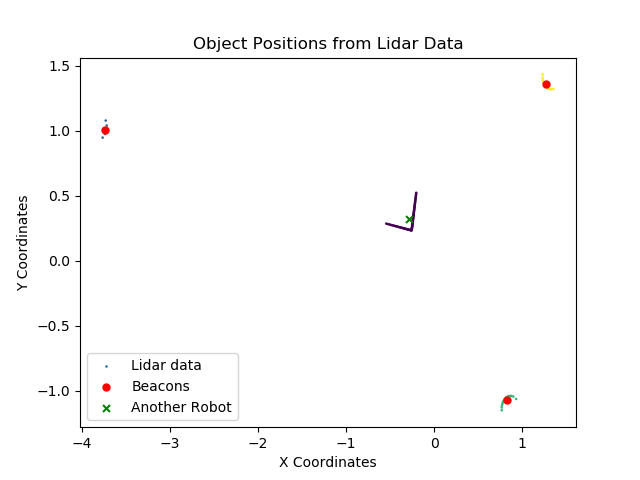 Object Positions from Lidar Data
1.5
1.0
0.5
0.0
−0.5
−1.0
Y Coordinates
Lidar data
Beacons
Another Robot
−4
−3
−2
−1
0
1
X Coordinates